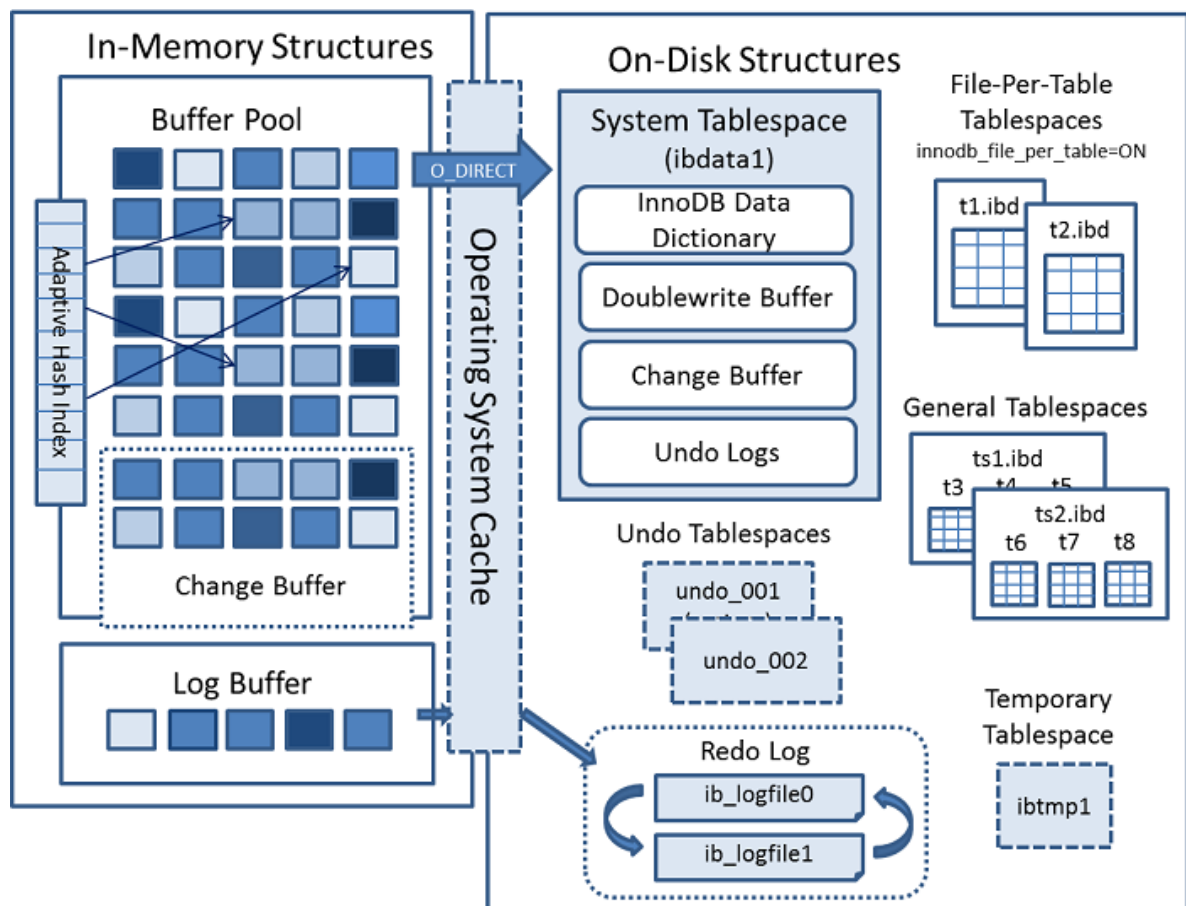 In-Memory Structures
Buffer Pool
Adaptive Hash Index
Change Buffer
Log Buffer
Operating System Cache
O_DIRECT
On-Disk Structures
System Tablespace
(ibdata1)
InnoDB Data
Dictionary
Doublewrite Buffer
Change Buffer
Undo Logs
File-Per-Table
Tablespaces
innodb_file_per_table=ON
t1.ibd
t2.ibd
General Tablespaces
ts1.ibd
t3 t4 t5
ts2.ibd
t6 t7 t8
Undo Tablespaces
undo_001
undo_002
Redo Log
ib_logfile0
ib_logfile1
Temporary
Tablespace
ibtmp1